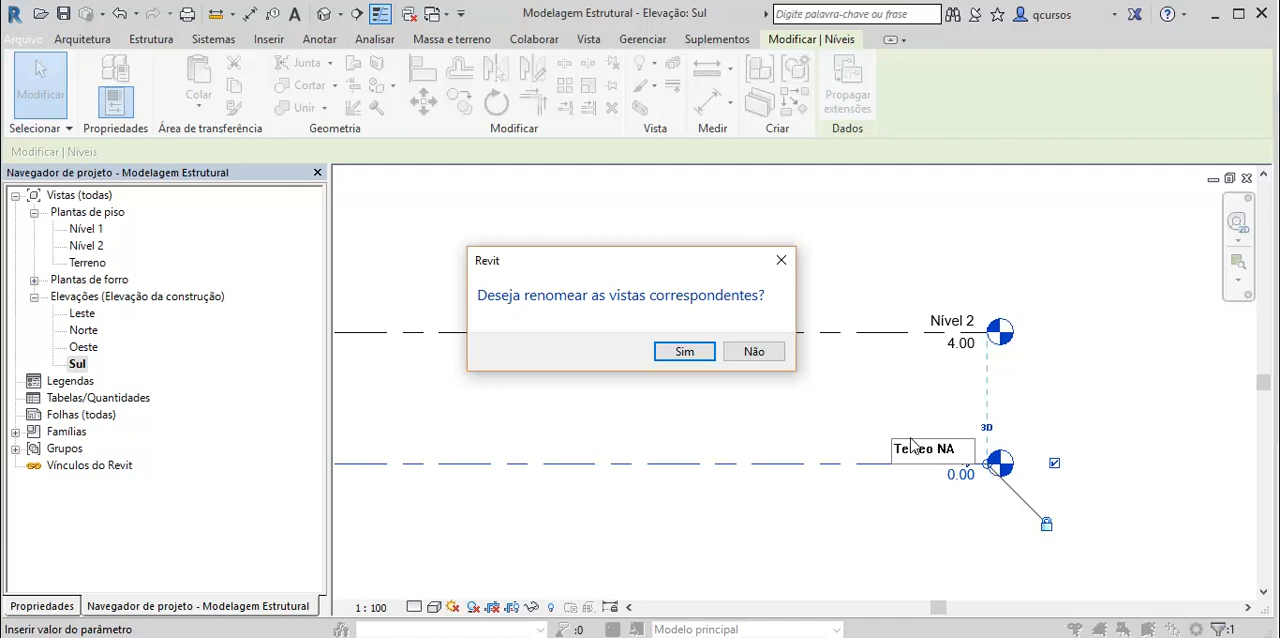 Modelagem Estrutural - Elevação: Sul
Digite palavra-chave ou frase
qcursos
Arquivo
Arquitetura
Estrutura
Sistemas
Inserir
Anotar
Analisar
Massa e terreno
Colaborar
Vista
Gerenciar
Suplementos
Modificar | Níveis
Modificar
Colar
Junta
Cortar
Unir
Propagar
extensões
Selecionar
Propriedades
Área de transferência
Geometria
Modificar
Vista
Medir
Criar
Dados
Modificar | Níveis
Navegador de projeto - Modelagem Estrutural
Vistas (todas)
Plantas de piso
Nível 1
Nível 2
Terreno
Plantas de forro
Elevações (Elevação da construção)
Leste
Norte
Oeste
Sul
Legendas
Tabelas/Quantidades
Folhas (todas)
Famílias
Grupos
Vínculos do Revit
Revit
Deseja renomear as vistas correspondentes?
Sim
Não
2D
Nível 2
4.00
3D
NA
0.00
Propriedades
Navegador de projeto - Modelagem Estrutural
1 : 100
Inserir valor do parâmetro
:0
Modelo principal
:1